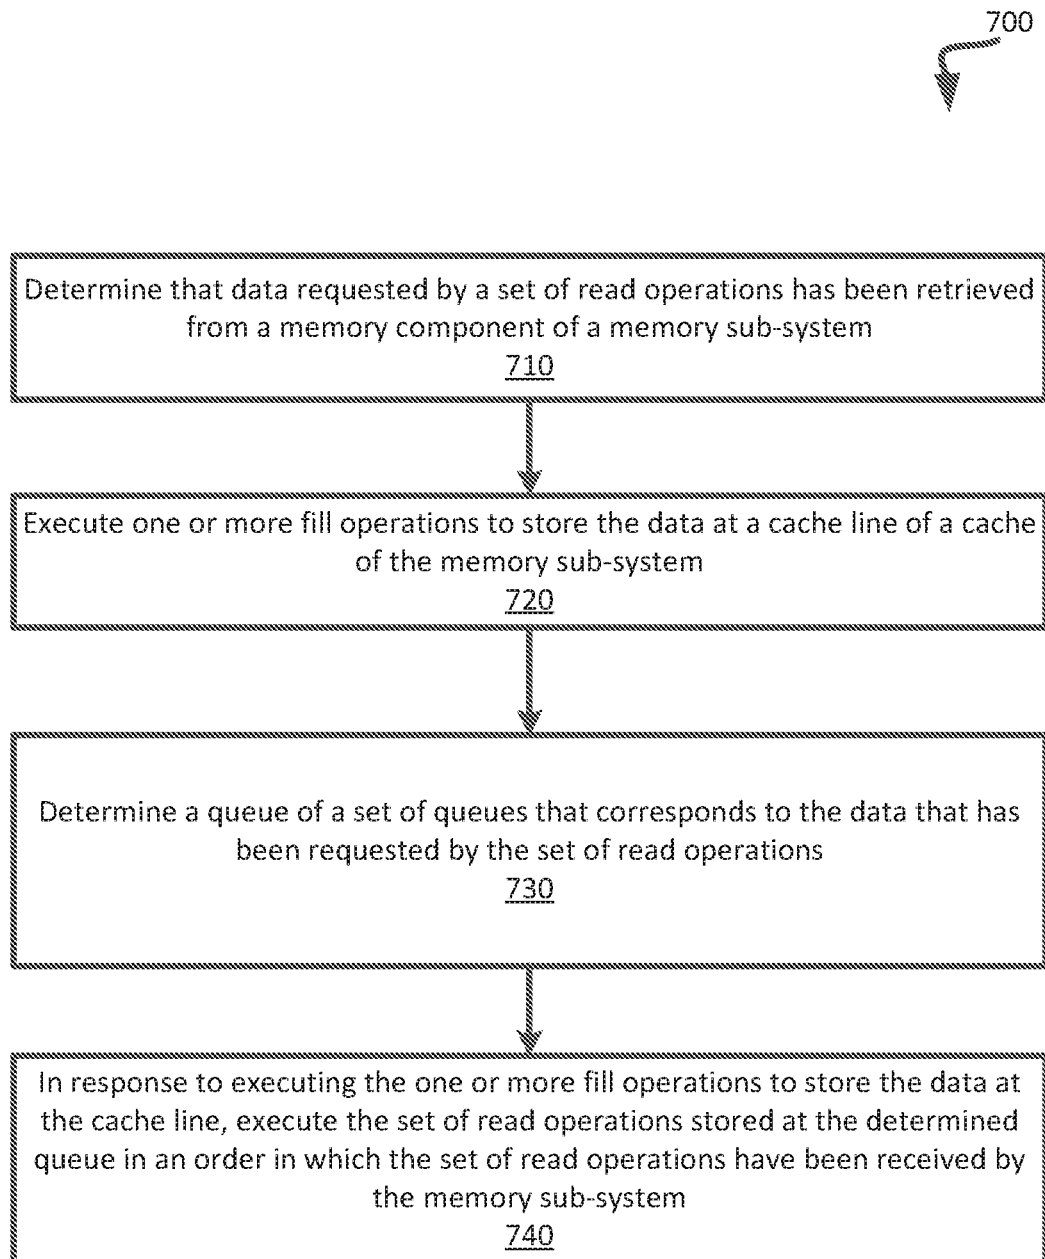 700
Determine that data requested by a set of read operations has been retrieved
from a memory component of a memory sub-system
710
Execute one or more fill operations to store the data at a cache line of a cache
of the memory sub-system
720
Determine a queue of a set of queues that corresponds to the data that has
been requested by the set of read operations
730
In response to executing the one or more fill operations to store the data at
the cache line, execute the set of read operations stored at the determined
queue in an order in which the set of read operations have been received by
the memory sub-system
740